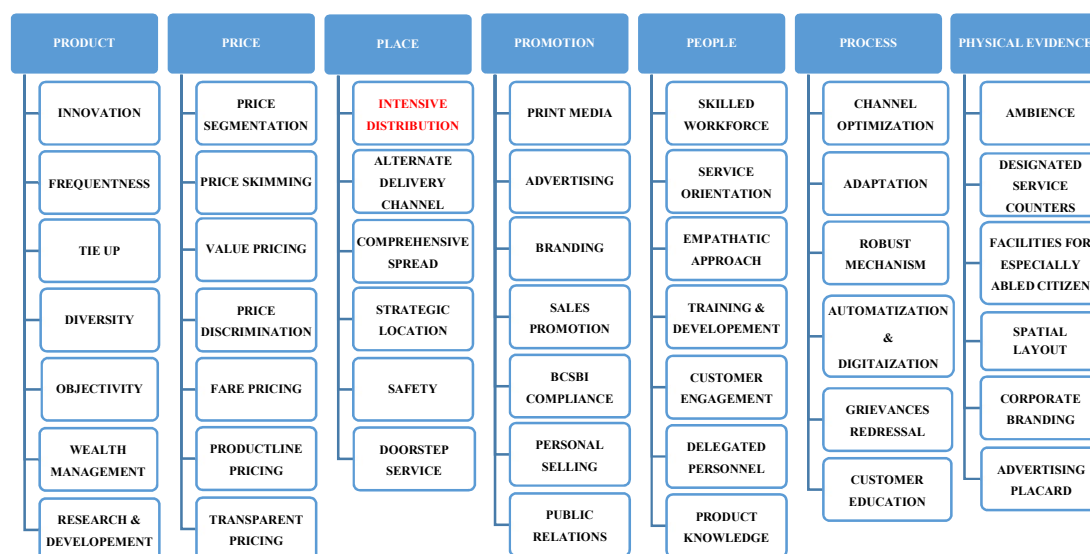 PRODUCT
INNOVATION
FREQUENTNESS
TIE UP
DIVERSITY
OBJECTIVITY
WEALTH
MANAGEMENT
RESEARCH &
DEVELOPEMENT
PRICE
PRICE
SEGMENTATION
PRICE SKIMMING
VALUE PRICING
PRICE
DISCRIMINATION
FARE PRICING
PRODUCTLINE
PRICING
TRANSPARENT
PRICING
PLACE
INTENSIVE
DISTRIBUTION
ALTERNATE
DELIVERY
CHANNEL
COMPREHENSIVE
SPREAD
STRATEGIC
LOCATION
SAFETY
DOORSTEP
SERVICE
PROMOTION
PRINT MEDIA
ADVERTISING
BRANDING
SALES
PROMOTION
BCSBI
COMPLIANCE
PERSONAL
SELLING
PUBLIC
RELATIONS
PEOPLE
SKILLED
WORKFORCE
SERVICE
ORIENTATION
EMPATHATIC
APPROACH
TRAINING &
DEVELOPEMENT
CUSTOMER
ENGAGEMENT
DELEGATED
PERSONNEL
PRODUCT
KNOWLEDGE
PROCESS
CHANNEL
OPTIMIZATION
ADAPTATION
ROBUST
MECHANISM
AUTOMATIZATION
&
DIGITAIZATION
GRIEVANCES
REDRESSAL
CUSTOMER
EDUCATION
PHYSICAL EVIDENCE
AMBIENCE
DESIGNATED
SERVICE
COUNTERS
FACILITIES FOR
ESPECIALLY
ABLED CITIZEN
SPATIAL
LAYOUT
CORPORATE
BRANDING
ADVERTISING
PLACARD